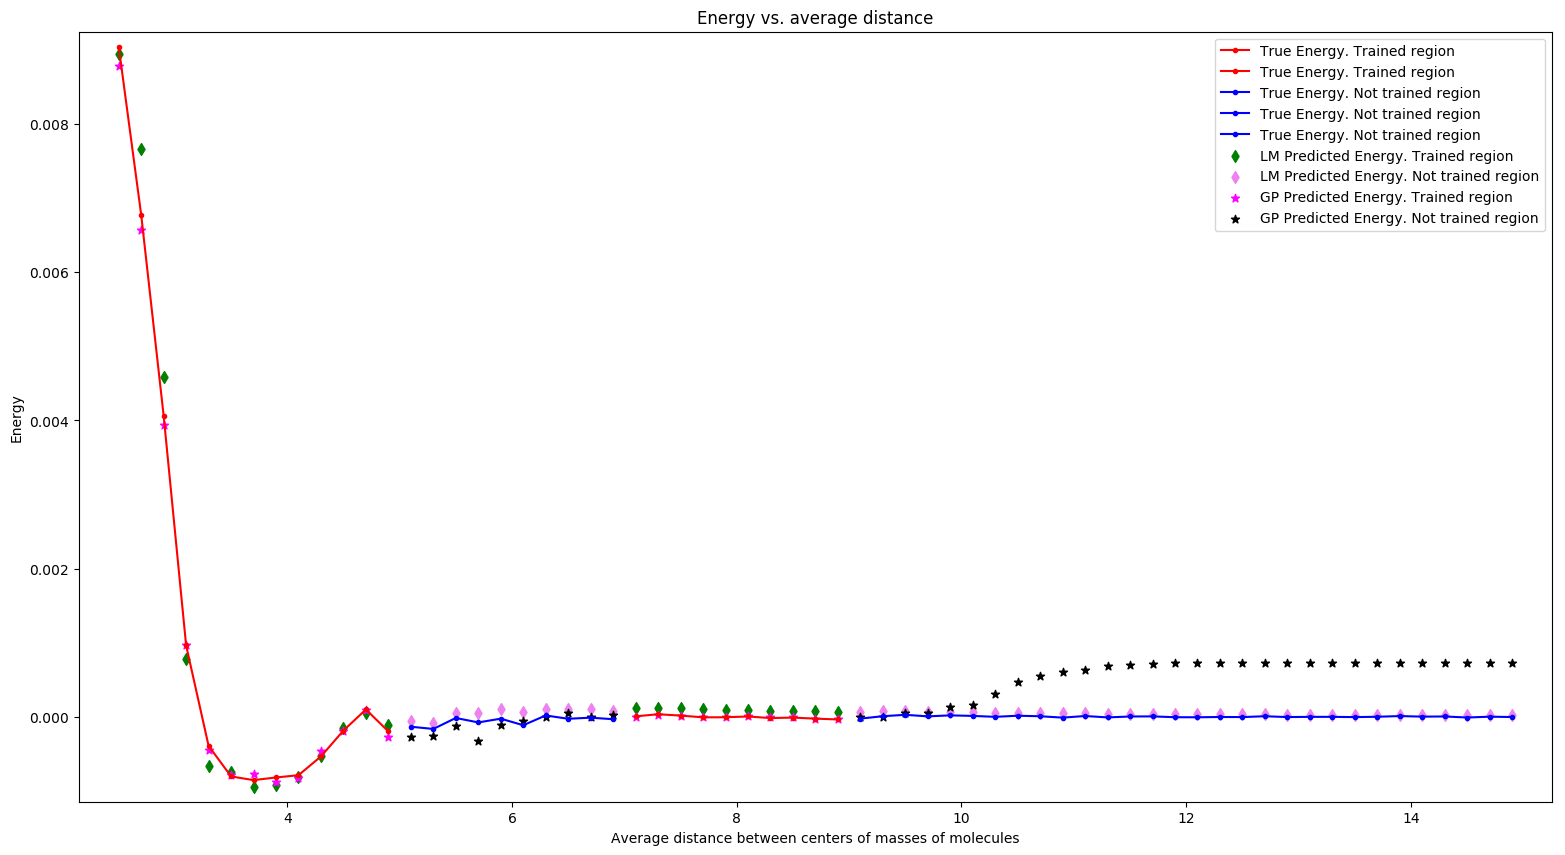 Energy vs. average distance
True Energy. Trained region
True Energy. Trained region
True Energy. Not trained region
True Energy. Not trained region
True Energy. Not trained region
LM Predicted Energy. Trained region
LM Predicted Energy. Not trained region
GP Predicted Energy. Trained region
GP Predicted Energy. Not trained region
0.008
0.006
0.004
0.002
0.000
Energy
4 6 8 10 12 14
Average distance between centers of masses of molecules